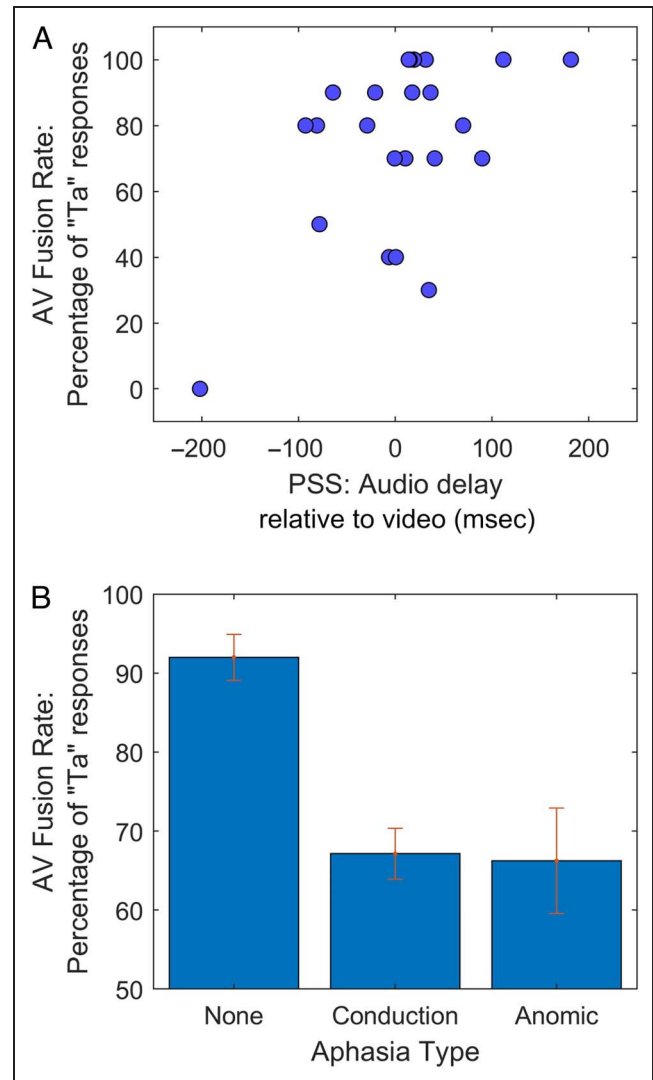 A
AV Fusion Rate:
Percentage of "Ta" responses
100
80
60
40
20
0
−200 −100 0 100 200
PSS: Audio delay
relative to video (msec)
B
AV Fusion Rate:
Percentage of "Ta" responses
100
90
80
70
60
50
None Conduction Anomic
Aphasia Type